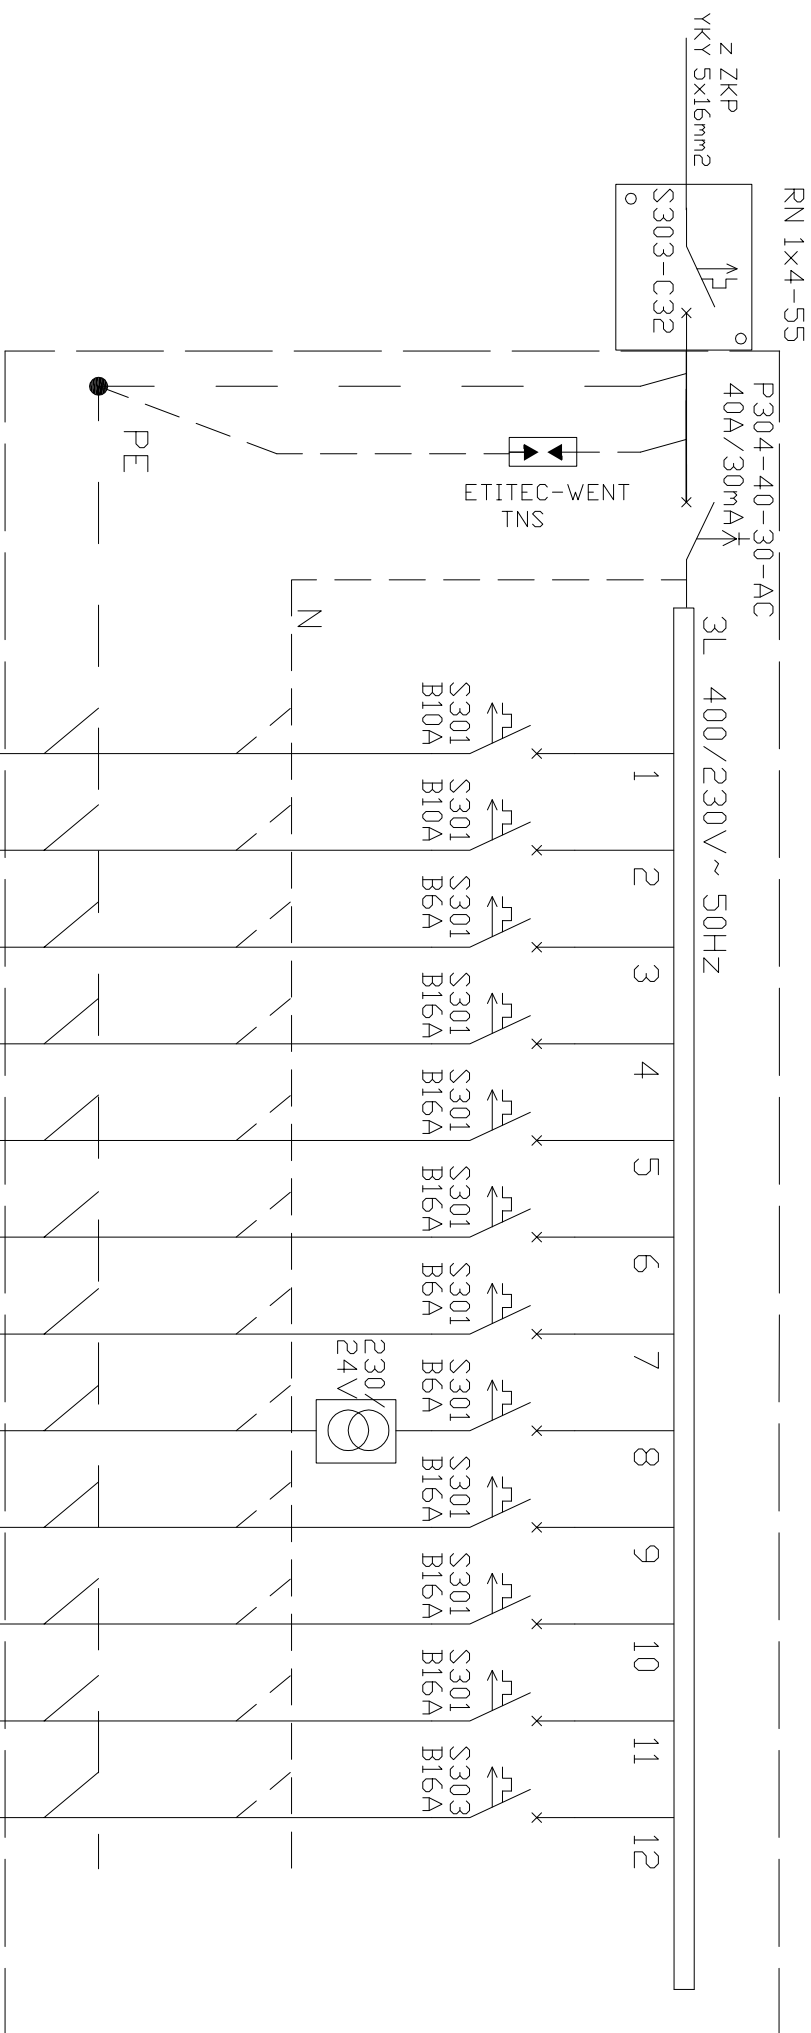 RN 1x4-55
z ZKP
YKY 5x16mm2
S303-C32
P304-40-30-AC
40A/30mA
ETITEC-WENT
TNS
PE
N
3L 400/230V~ 50Hz
1
S301
B10A
2
S301
B10A
3
S301
B6A
4
S301
B16A
5
S301
B16A
6
S301
B16A
7
S301
B6A
8
S301
B6A
230/
24V
9
S301
B16A
10
S301
B16A
11
S301
B16A
12
S303
B16A